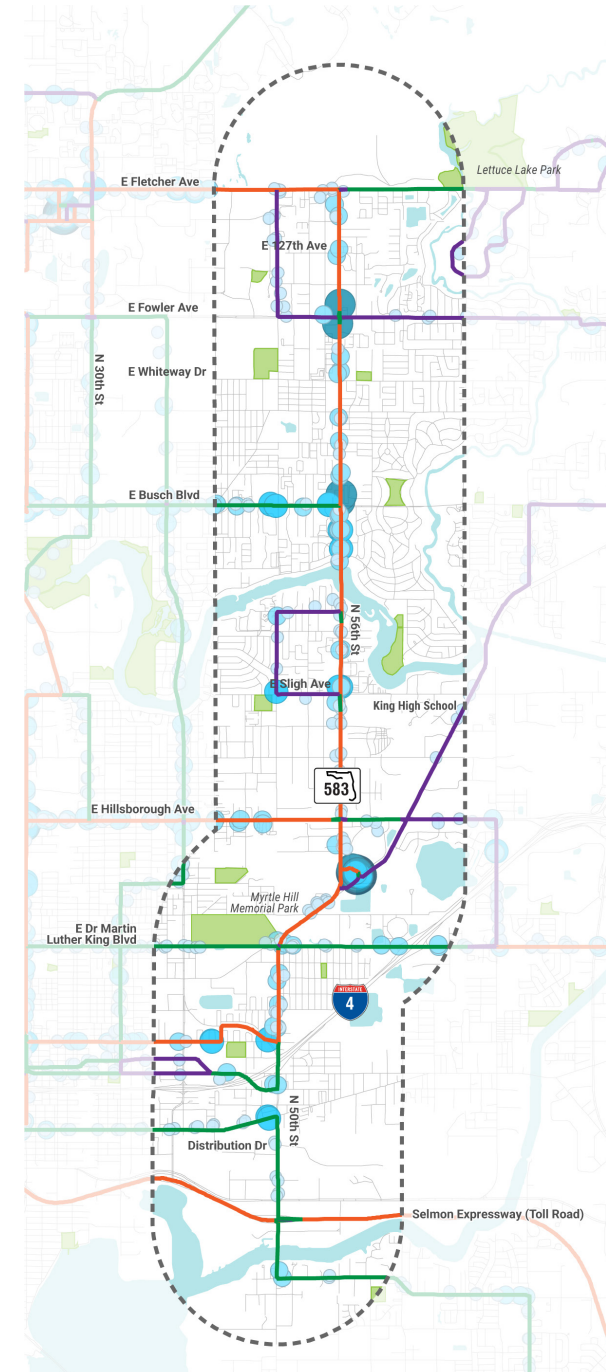 Lettuce Lake Park
E Fletcher Ave
E 127th Ave
E Fowler Ave
N 30th St
E Whiteway Dr
E Busch Blvd
N 56th St
E Sligh Ave
King High School
583
E Hillsborough Ave
Myrtle Hill
Memorial Park
E Dr Martin
Luther King Blvd
INTERSTATE
4
N 50th St
Distribution Dr
Selmon Expressway (Toll Road)